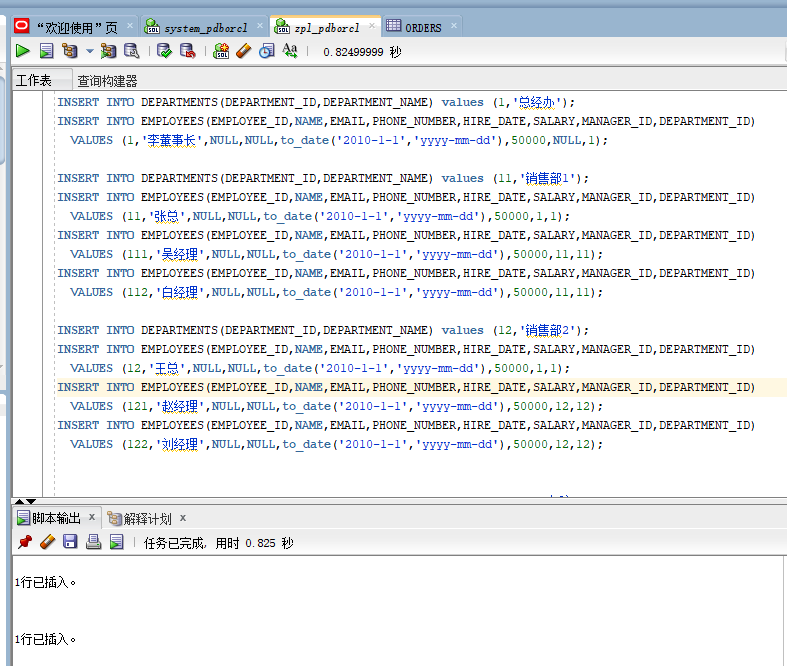 “欢迎使用”页 system_pdborcl zpl_pdborcl ORDERS
0.82499999 秒
工作表 查询构建器
INSERT INTO DEPARTMENTS(DEPARTMENT_ID,DEPARTMENT_NAME) values (1,'总经办');
INSERT INTO EMPLOYEES(EMPLOYEE_ID,NAME,EMAIL,PHONE_NUMBER,HIRE_DATE,SALARY,MANAGER_ID,DEPARTMENT_ID)
VALUES (1,'李董事长',NULL,NULL,to_date('2010-1-1','yyyy-mm-dd'),50000,NULL,1);
INSERT INTO DEPARTMENTS(DEPARTMENT_ID,DEPARTMENT_NAME) values (11,'销售部1');
INSERT INTO EMPLOYEES(EMPLOYEE_ID,NAME,EMAIL,PHONE_NUMBER,HIRE_DATE,SALARY,MANAGER_ID,DEPARTMENT_ID)
VALUES (11,'张总',NULL,NULL,to_date('2010-1-1','yyyy-mm-dd'),50000,1,1);
INSERT INTO EMPLOYEES(EMPLOYEE_ID,NAME,EMAIL,PHONE_NUMBER,HIRE_DATE,SALARY,MANAGER_ID,DEPARTMENT_ID)
VALUES (111,'吴经理',NULL,NULL,to_date('2010-1-1','yyyy-mm-dd'),50000,11,11);
INSERT INTO EMPLOYEES(EMPLOYEE_ID,NAME,EMAIL,PHONE_NUMBER,HIRE_DATE,SALARY,MANAGER_ID,DEPARTMENT_ID)
VALUES (112,'白经理',NULL,NULL,to_date('2010-1-1','yyyy-mm-dd'),50000,11,11);
INSERT INTO DEPARTMENTS(DEPARTMENT_ID,DEPARTMENT_NAME) values (12,'销售部2');
INSERT INTO EMPLOYEES(EMPLOYEE_ID,NAME,EMAIL,PHONE_NUMBER,HIRE_DATE,SALARY,MANAGER_ID,DEPARTMENT_ID)
VALUES (12,'王总',NULL,NULL,to_date('2010-1-1','yyyy-mm-dd'),50000,1,1);
INSERT INTO EMPLOYEES(EMPLOYEE_ID,NAME,EMAIL,PHONE_NUMBER,HIRE_DATE,SALARY,MANAGER_ID,DEPARTMENT_ID)
VALUES (121,'赵经理',NULL,NULL,to_date('2010-1-1','yyyy-mm-dd'),50000,12,12);
INSERT INTO EMPLOYEES(EMPLOYEE_ID,NAME,EMAIL,PHONE_NUMBER,HIRE_DATE,SALARY,MANAGER_ID,DEPARTMENT_ID)
VALUES (122,'刘经理',NULL,NULL,to_date('2010-1-1','yyyy-mm-dd'),50000,12,12);
脚本输出 x 解释计划 x
任务已完成, 用时 0.825 秒
1行已插入。
1行已插入。